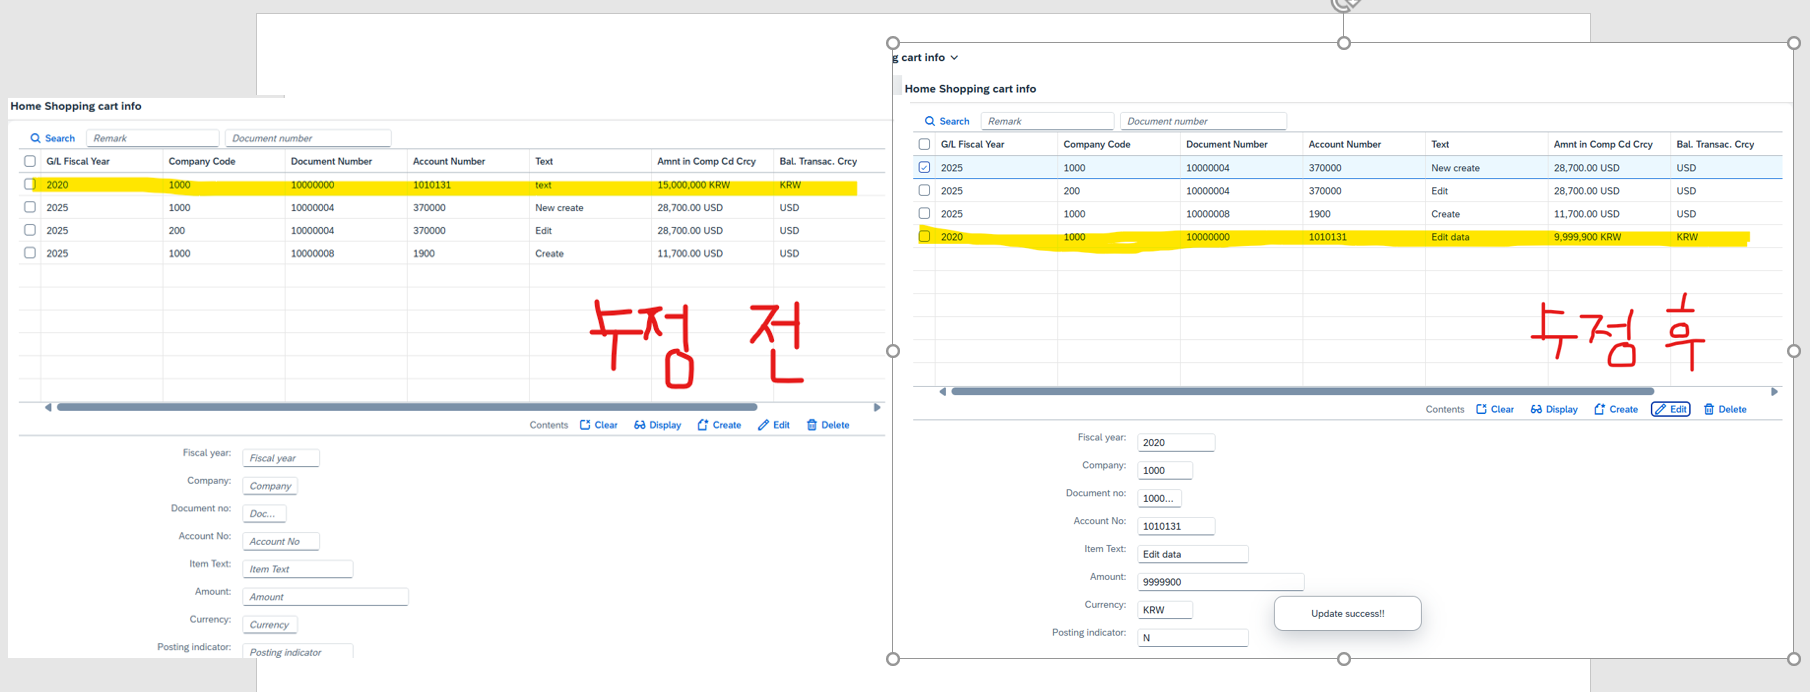 Home Shopping cart info
Search Remark Document number
G/L Fiscal Year Company Code Document Number Account Number Text Amnt in Comp Cd Crcy Bal. Transac. Crcy
2020 1000 10000000 1010131 text 15,000,000 KRW KRW
2025 1000 10000004 370000 New create 28,700.00 USD USD
2025 200 10000004 370000 Edit 28,700.00 USD USD
2025 1000 10000008 1900 Create 11,700.00 USD USD
수정 전
Contents Clear Display Create Edit Delete
Fiscal year: Fiscal year
Company: Company
Document no: Doc...
Account No: Account No
Item Text: Item Text
Amount: Amount
Currency: Currency
Posting indicator: Posting indicator
g cart info
Home Shopping cart info
Search Remark Document number
G/L Fiscal Year Company Code Document Number Account Number Text Amnt in Comp Cd Crcy Bal. Transac. Crcy
2025 1000 10000004 370000 New create 28,700.00 USD USD
2025 200 10000004 370000 Edit 28,700.00 USD USD
2025 1000 10000008 1900 Create 11,700.00 USD USD
2020 1000 10000000 1010131 Edit data 9,999,900 KRW KRW
수정 후
Contents Clear Display Create Edit Delete
Fiscal year: 2020
Company: 1000
Document no: 1000...
Account No: 1010131
Item Text: Edit data
Amount: 9999900
Currency: KRW
Posting indicator: N
Update success!!